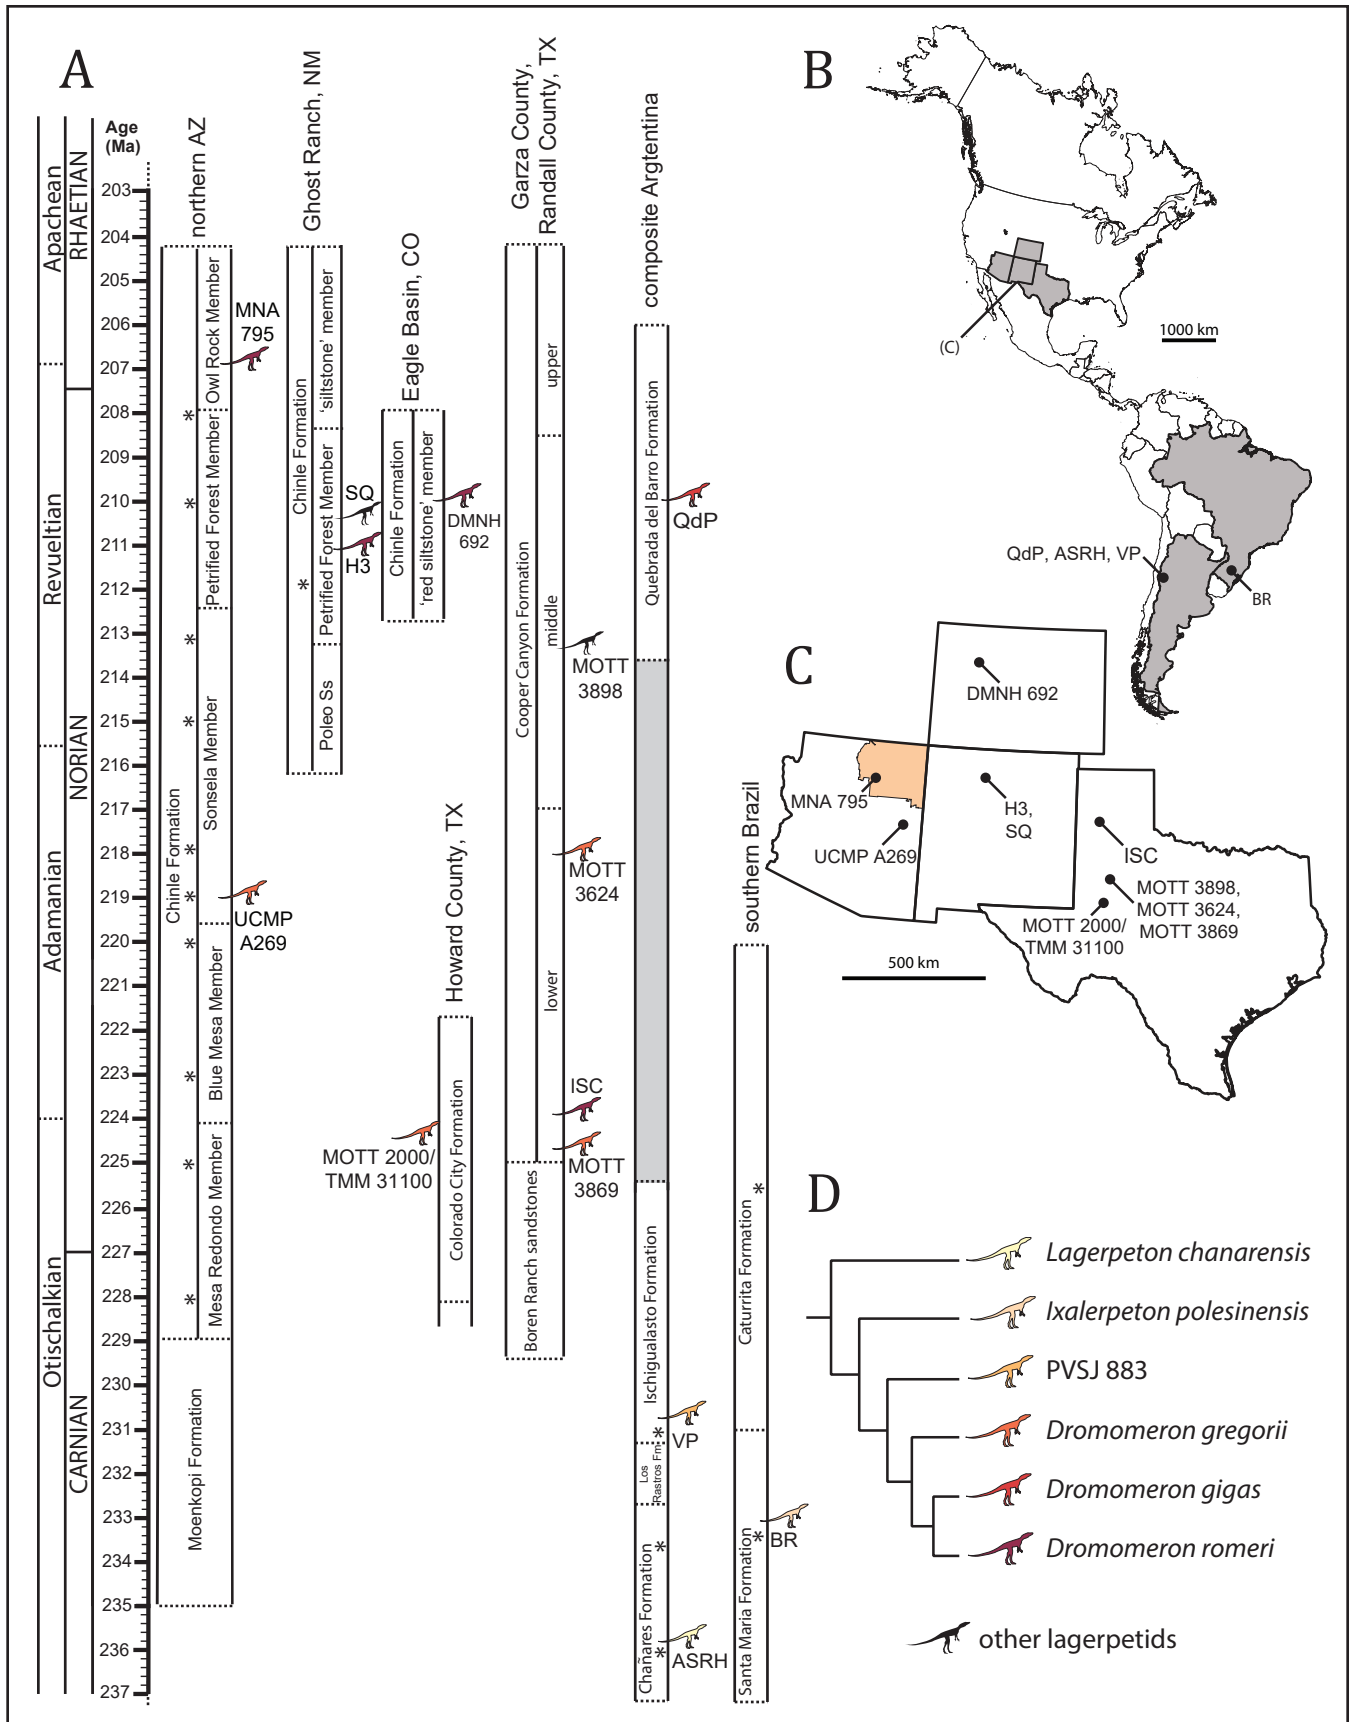 A
Age
(Ma)
203
204
205
206
207
208
209
210
211
212
213
214
215
216
217
218
219
220
221
222
223
224
225
226
227
228
229
230
231
232
233
234
235
236
237
Apachean
Revueltian
Adamanian
Otischalkian
RHAETIAN
NORIAN
CARNIAN
northern AZ
Chinle Formation
Owl Rock Member
Petrified Forest Member
Sonsela Member
Blue Mesa Member
Mesa Redondo Member
Moenkopi Formation
*
*
*
*
*
*
*
*
*
*
MNA
795
UCMP
A269
Ghost Ranch, NM
Chinle Formation
*
'siltstone' member
Petrified Forest Member
Poleo Ss
SQ
H3
Eagle Basin, CO
Chinle Formation
'red siltstone' member
DMNH
692
Howard County, TX
Colorado City Formation
MOTT 2000/
TMM 31100
Garza County,
Randall County, TX
Cooper Canyon Formation
upper
middle
lower
Boren Ranch sandstones
MOTT
3898
MOTT
3624
ISC
MOTT
3869
composite Argtentina
Quebrada del Barro Formation
Ischigualasto Formation
*
Los
Rastros Fm
Chañares Formation
*
*
QdP
VP
ASRH
southern Brazil
Caturrita Formation
*
Santa Maria Formation
*
BR
B
(C)
1000 km
QdP, ASRH, VP
BR
C
DMNH 692
MNA 795
UCMP A269
H3,
SQ
ISC
MOTT 3898,
MOTT 3624,
MOTT 3869
MOTT 2000/
TMM 31100
500 km
D
Lagerpeton chanarensis
Ixalerpeton polesinensis
PVSJ 883
Dromomeron gregorii
Dromomeron gigas
Dromomeron romeri
other lagerpetids